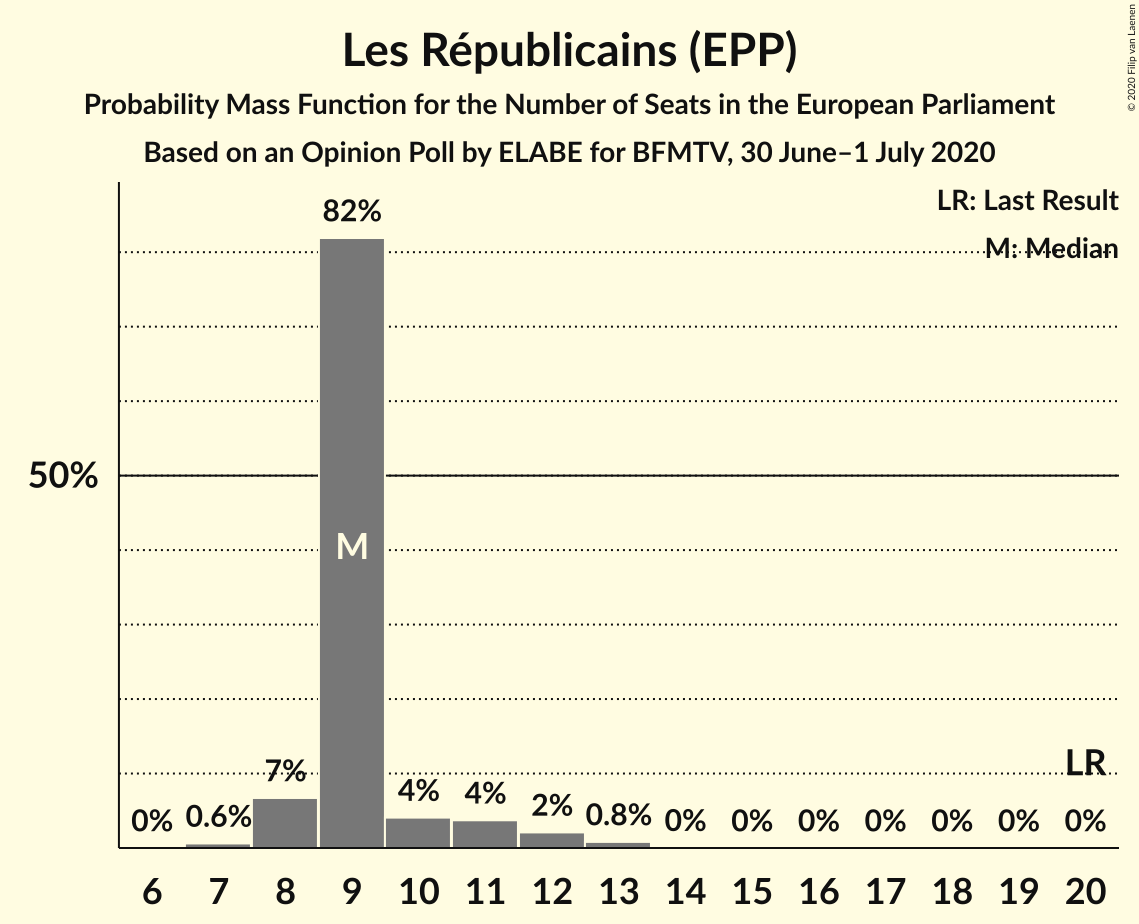 Les Républicains (EPP)
Probability Mass Function for the Number of Seats in the European Parliament
Based on an Opinion Poll by ELABE for BFMTV, 30 June–1 July 2020
© 2020 Filip van Laenen
LR: Last Result
M: Median
82%
50%
M
LR
0% 0.6% 7% 4% 4% 2% 0.8% 0% 0% 0% 0% 0% 0% 0%
6 7 8 9 10 11 12 13 14 15 16 17 18 19 20